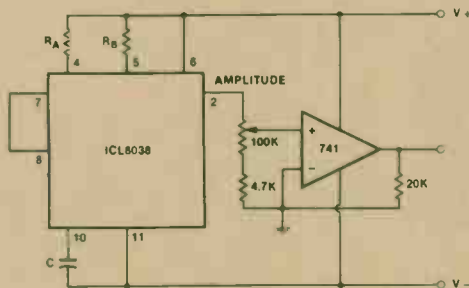 V +
RA
RB
4
5
6
AMPLITUDE
7
2
ICL8038
100K
+
741
−
8
4.7K
20K
10
11
C
V −